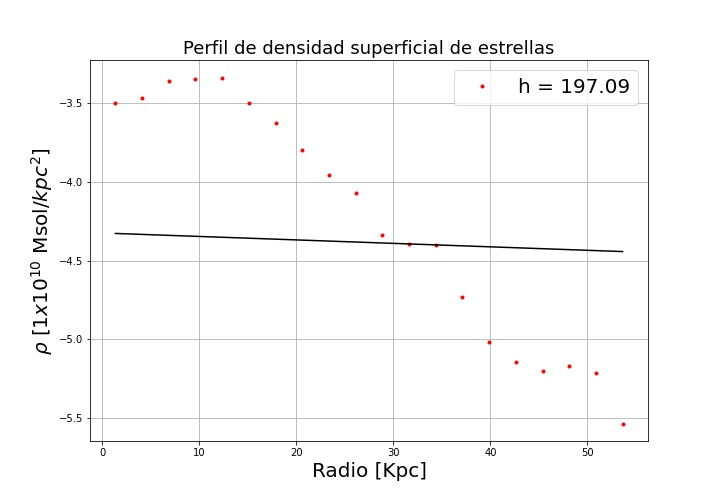 Perfil de densidad superficial de estrellas
h = 197.09
−3.5
−4.0
−4.5
−5.0
−5.5
ρ [1x10^{10} Msol/kpc^2]
0 10 20 30 40 50
Radio [Kpc]